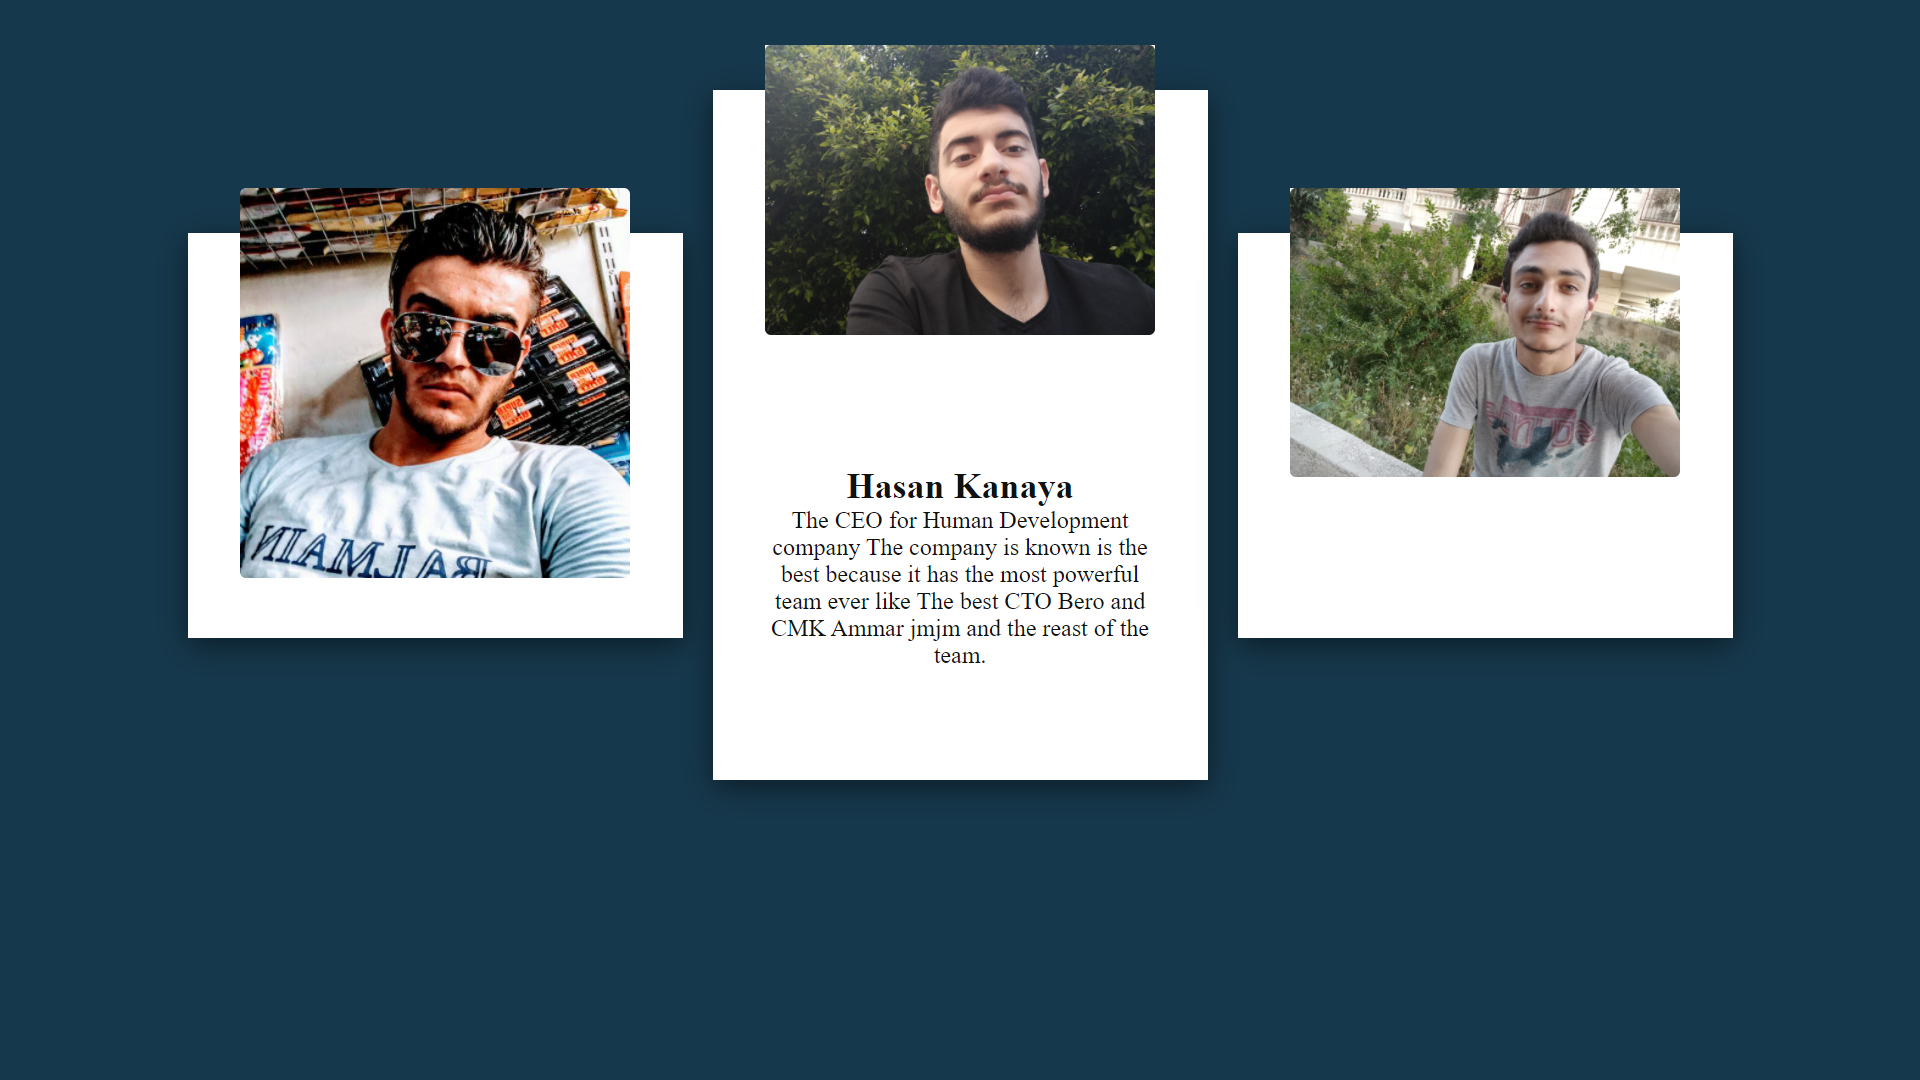 BALMAIN
Hasan Kanaya
The CEO for Human Development
company The company is known is the
best because it has the most powerful
team ever like The best CTO Bero and
CMK Ammar jmjm and the reast of the
team.